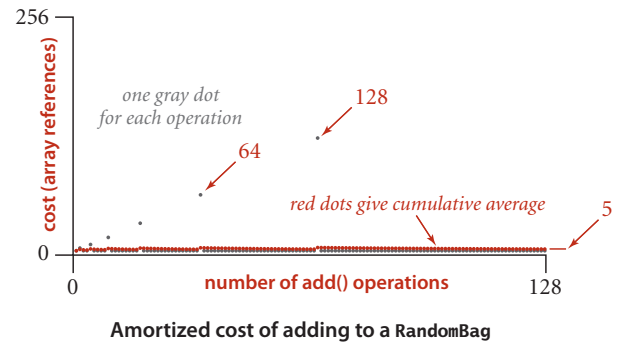 256
cost (array references)
one gray dot
for each operation
128
64
red dots give cumulative average
5
0
0
number of add() operations
128
Amortized cost of adding to a RandomBag